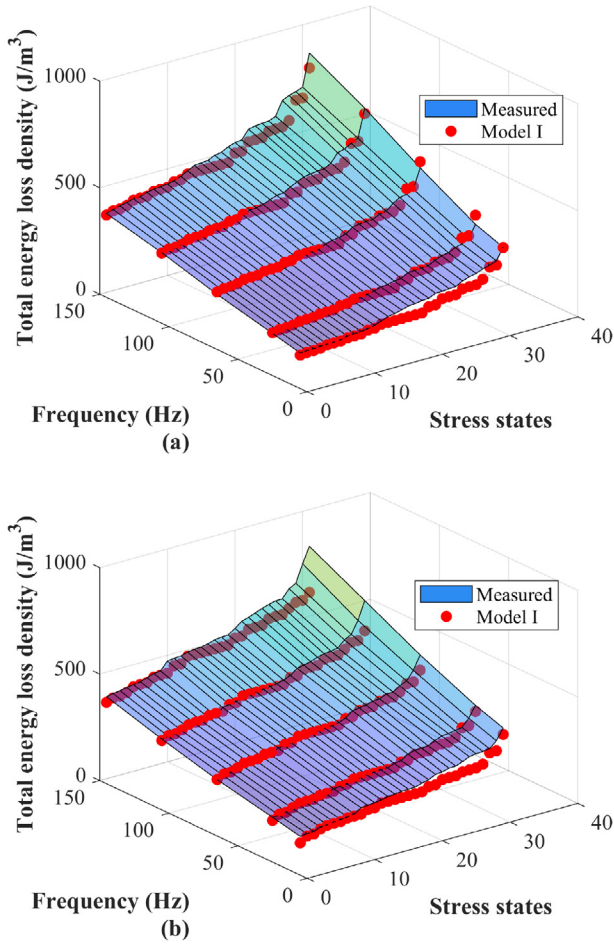 1000
500
0
150
100
50
0
0
10
20
30
40
Total energy loss density (J/m³)
Frequency (Hz)
Stress states
Measured
Model I
(a)
1000
500
0
150
100
50
0
0
10
20
30
40
Total energy loss density (J/m³)
Frequency (Hz)
Stress states
Measured
Model I
(b)